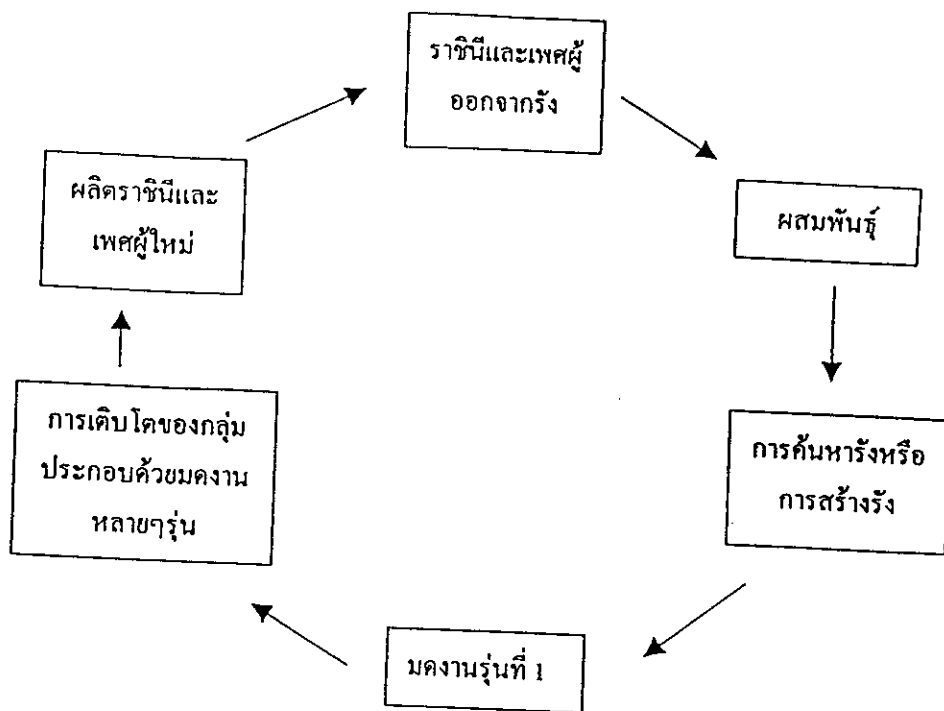 ราชินีและเพศผู้
ออกจากรัง
ผสมพันธุ์
การค้นหารังหรือ
การสร้างรัง
มดงานรุ่นที่ 1
การเติบโตของกลุ่ม
ประกอบด้วยมดงาน
หลายๆรุ่น
ผลิตราชินีและ
เพศผู้ใหม่